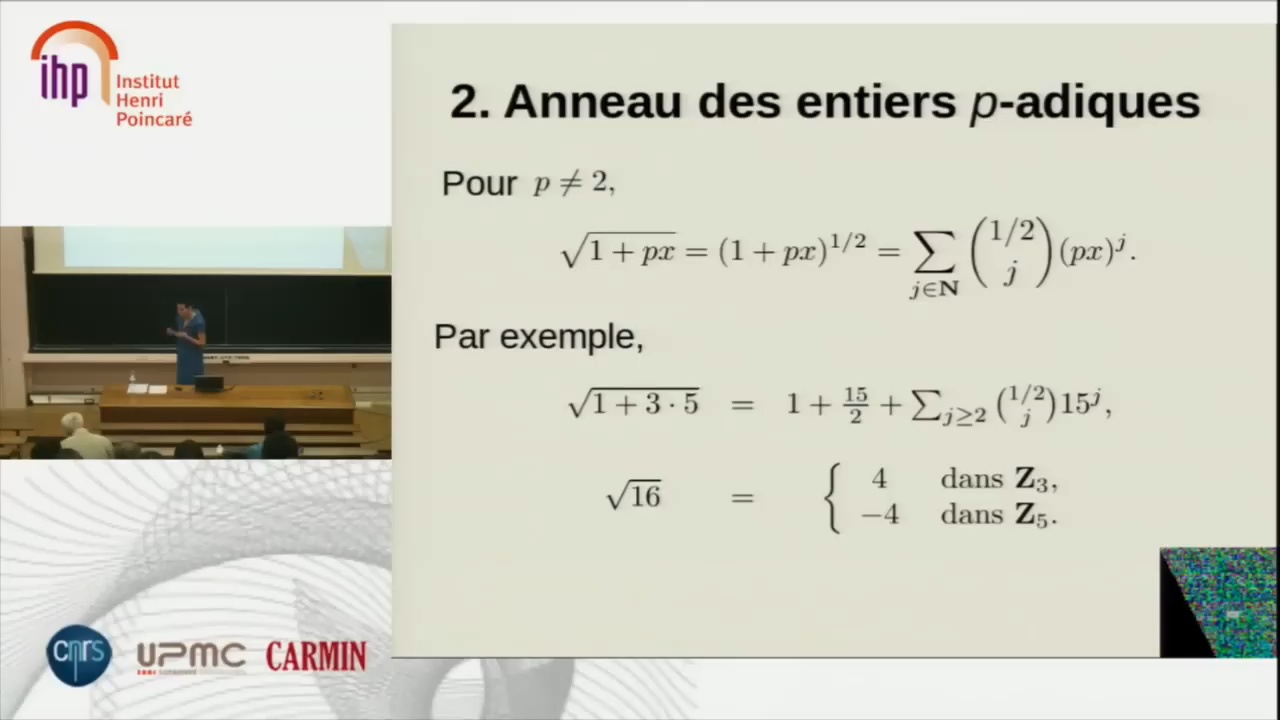 ihp
Institut
Henri
Poincaré
2. Anneau des entiers p-adiques
Pour p ≠ 2,
√(1 + px) = (1 + px)^{1/2} = ∑_{j∈N} (1/2 j) (px)^j.
Par exemple,
√(1 + 3 · 5) = 1 + 15/2 + ∑_{j≥2} (1/2 j) 15^j,
√16 = { 4 dans Z_3,
−4 dans Z_5.
cnrs
UPMC
CARMIN